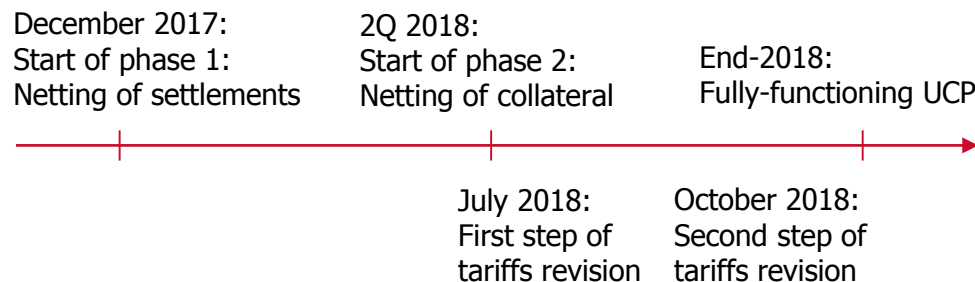 December 2017:
Start of phase 1:
Netting of settlements
2Q 2018:
Start of phase 2:
Netting of collateral
End-2018:
Fully-functioning UCP
July 2018:
First step of
tariffs revision
October 2018:
Second step of
tariffs revision